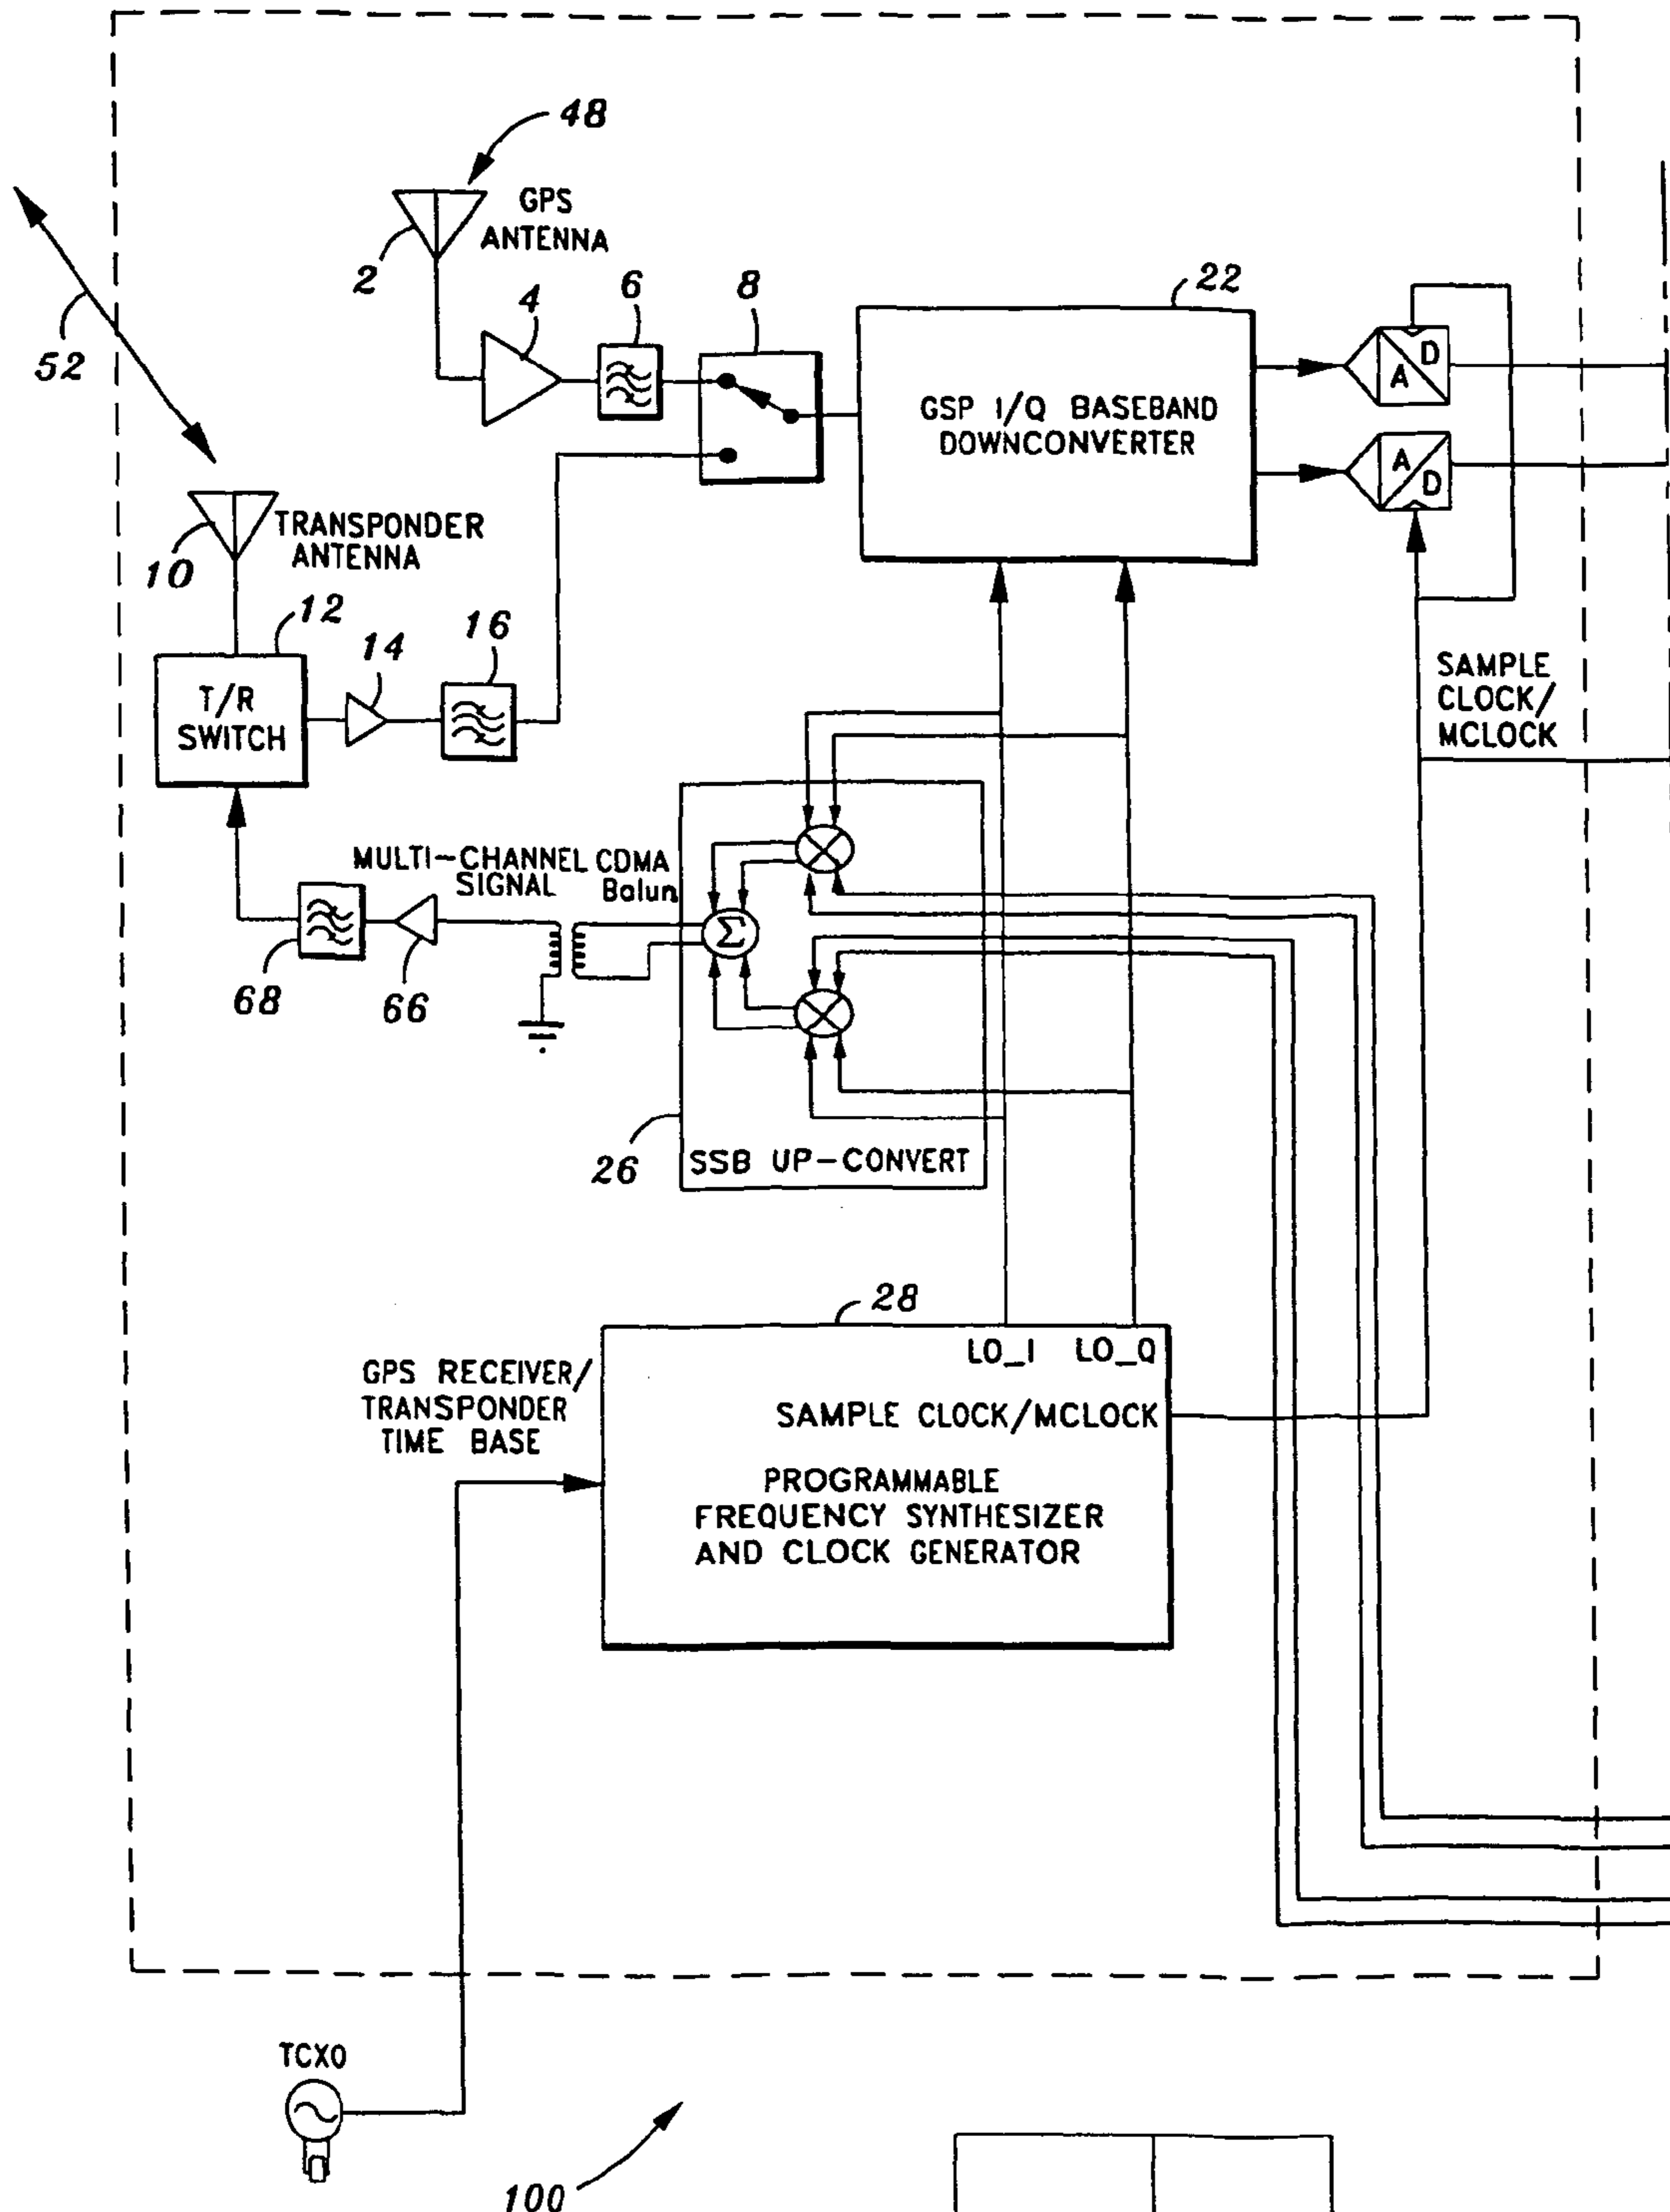 48
GPS
ANTENNA
2
4
6
8
22
52
GSP I/Q BASEBAND
DOWNCONVERTER
A
D
A
D
TRANSPONDER
ANTENNA
10
12
14
16
T/R
SWITCH
SAMPLE
CLOCK/
MCLOCK
MULTI-CHANNEL CDMA
SIGNAL
Balun
Σ
68
66
26
SSB UP-CONVERT
28
LO_I
LO_Q
GPS RECEIVER/
TRANSPONDER
TIME BASE
SAMPLE CLOCK/MCLOCK
PROGRAMMABLE
FREQUENCY SYNTHESIZER
AND CLOCK GENERATOR
TCXO
100